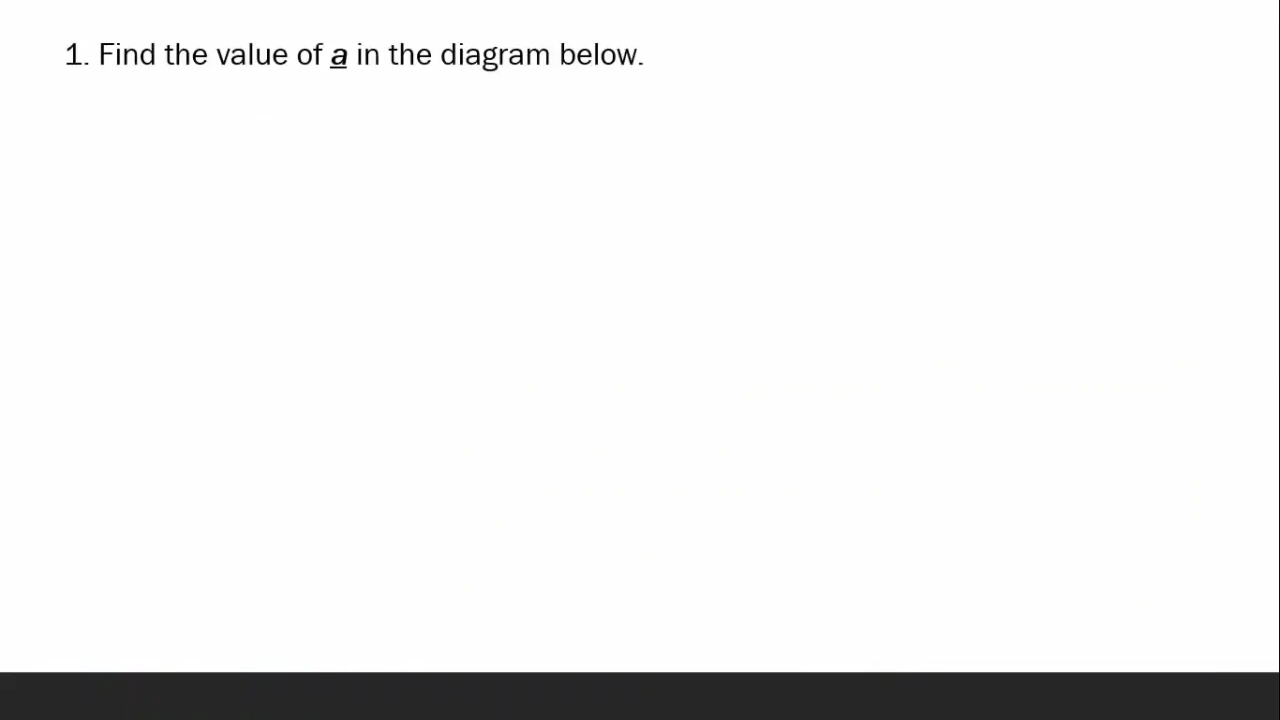 1. Find the value of a in the diagram below.